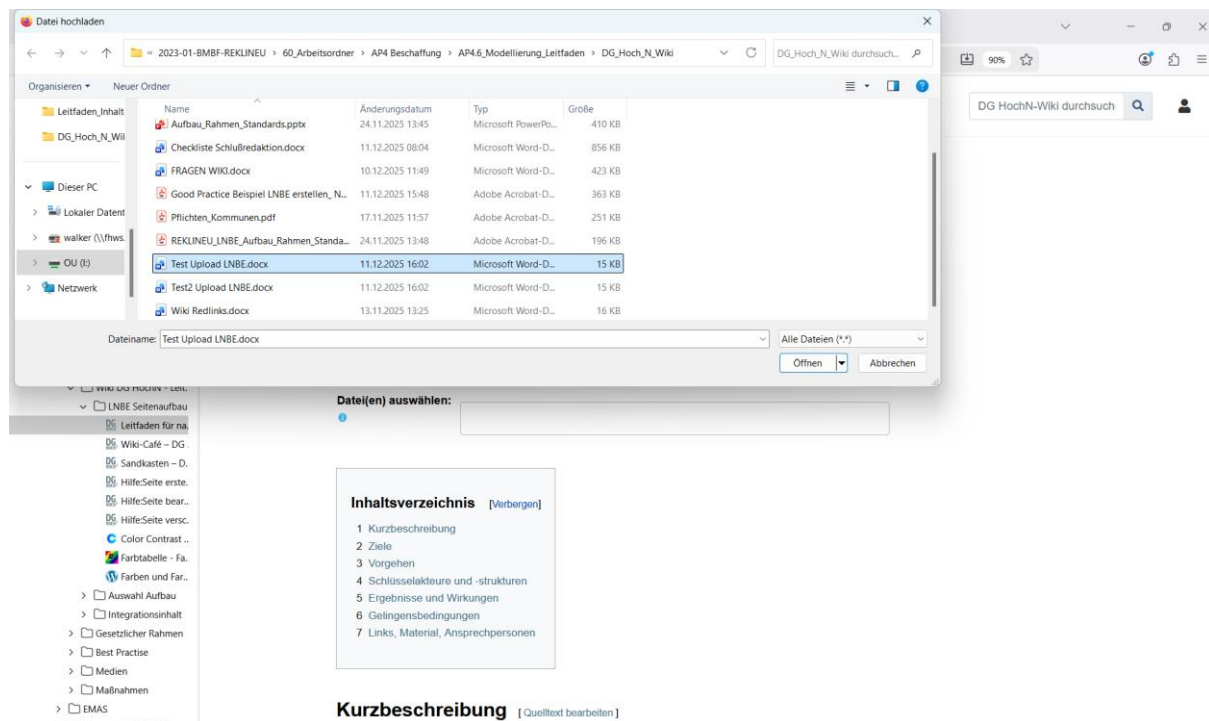 Datei hochladen
« 2023-01-BMBF-REKLINEU > 60_Arbeitsordner > AP4 Beschaffung > AP4.6_Modellierung_Leitfaden > DG_Hoch_N_Wiki
DG_Hoch_N_Wiki durchsuch...
90%
Organisieren
Neuer Ordner
DG HochN-Wiki durchsuch
Leitfaden_Inhalt
DG_Hoch_N_Wil
Dieser PC
Lokaler Datent
walker (\\fhws.
OU (I:)
Netzwerk
Name Änderungsdatum Typ Größe
Aufbau_Rahmen_Standards.pptx 24.11.2025 13:45 Microsoft PowerPo... 410 KB
Checkliste Schlußredaktion.docx 11.12.2025 08:04 Microsoft Word-D... 856 KB
FRAGEN WIKI.docx 10.12.2025 11:49 Microsoft Word-D... 423 KB
Good Practice Beispiel LNBE erstellen_ N... 11.12.2025 15:48 Adobe Acrobat-D... 363 KB
Pflichten_Kommunen.pdf 17.11.2025 11:57 Adobe Acrobat-D... 251 KB
REKLINEU_LNBE_Aufbau_Rahmen_Standa... 24.11.2025 13:48 Adobe Acrobat-D... 196 KB
Test Upload LNBE.docx 11.12.2025 16:02 Microsoft Word-D... 15 KB
Test2 Upload LNBE.docx 11.12.2025 16:02 Microsoft Word-D... 15 KB
Wiki Redlinks.docx 13.11.2025 13:25 Microsoft Word-D... 16 KB
Dateiname: Test Upload LNBE.docx
Alle Dateien (*.*)
Öffnen
Abbrechen
LNBE Seitenaufbau
Leitfaden für na.
Wiki-Café – DG .
Sandkasten – D.
Hilfe:Seite erste.
Hilfe:Seite bear..
Hilfe:Seite versc.
Color Contrast ..
Farbtabelle - Fa.
Farben und Far..
Auswahl Aufbau
Integrationsinhalt
Gesetzlicher Rahmen
Best Practise
Medien
Maßnahmen
EMAS
Datei(en) auswählen:
Inhaltsverzeichnis [Verbergen]
1 Kurzbeschreibung
2 Ziele
3 Vorgehen
4 Schlüsselakteure und -strukturen
5 Ergebnisse und Wirkungen
6 Gelingensbedingungen
7 Links, Material, Ansprechpersonen
Kurzbeschreibung [ Quelltext bearbeiten ]